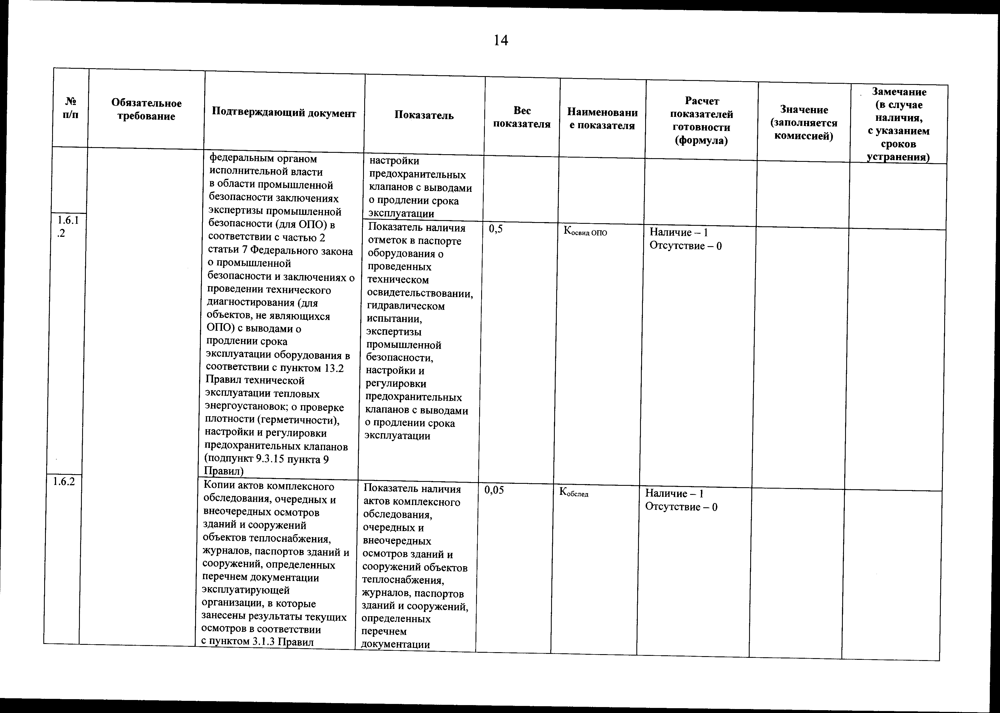 14
№
п/п
Обязательное
требование
Подтверждающий документ
Показатель
Вес
показателя
Наименовани
е показателя
Расчет
показателей
готовности
(формула)
Значение
(заполняется
комиссией)
Замечание
(в случае
наличия,
с указанием
сроков
устранения)
федеральным органом
исполнительной власти
в области промышленной
безопасности заключениях
экспертизы промышленной
безопасности (для ОПО) в
соответствии с частью 2
статьи 7 Федерального закона
о промышленной
безопасности и заключениях о
проведении технического
диагностирования (для
объектов, не являющихся
ОПО) с выводами о
продлении срока
эксплуатации оборудования в
соответствии с пунктом 13.2
Правил технической
эксплуатации тепловых
энергоустановок; о проверке
плотности (герметичности),
настройки и регулировки
предохранительных клапанов
(подпункт 9.3.15 пункта 9
Правил)
настройки
предохранительных
клапанов с выводами
о продлении срока
эксплуатации
1.6.1
.2
Показатель наличия
отметок в паспорте
оборудования о
проведенных
техническом
освидетельствовании,
гидравлическом
испытании,
экспертизы
промышленной
безопасности,
настройки и
регулировки
предохранительных
клапанов с выводами
о продлении срока
эксплуатации
0,5
Косвид ОПО
Наличие – 1
Отсутствие – 0
1.6.2
Копии актов комплексного
обследования, очередных и
внеочередных осмотров
зданий и сооружений
объектов теплоснабжения,
журналов, паспортов зданий и
сооружений, определенных
перечнем документации
эксплуатирующей
организации, в которые
занесены результаты текущих
осмотров в соответствии
с пунктом 3.1.3 Правил
Показатель наличия
актов комплексного
обследования,
очередных и
внеочередных
осмотров зданий и
сооружений объектов
теплоснабжения,
журналов, паспортов
зданий и сооружений,
определенных
перечнем
документации
0,05
Кобслед
Наличие – 1
Отсутствие – 0